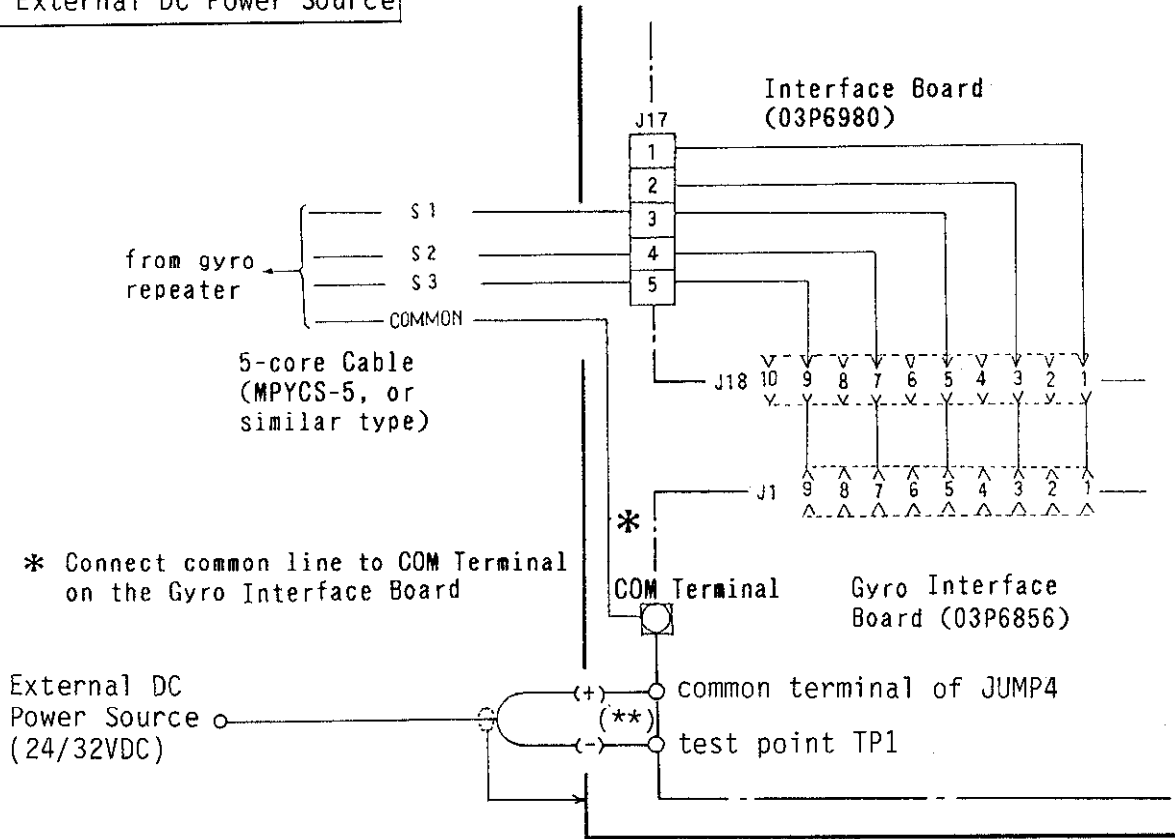 External DC Power Source
Interface Board
(03P6980)
J17
1
2
3
4
5
S1
S2
S3
COMMON
from gyro
repeater
5-core Cable
(MPYCS-5, or
similar type)
J18 10 9 8 7 6 5 4 3 2 1
J1 9 8 7 6 5 4 3 2 1
*
* Connect common line to COM Terminal
on the Gyro Interface Board
COM Terminal
Gyro Interface
Board (03P6856)
External DC
Power Source
(24/32VDC)
(+)
(**)
(-)
common terminal of JUMP4
test point TP1